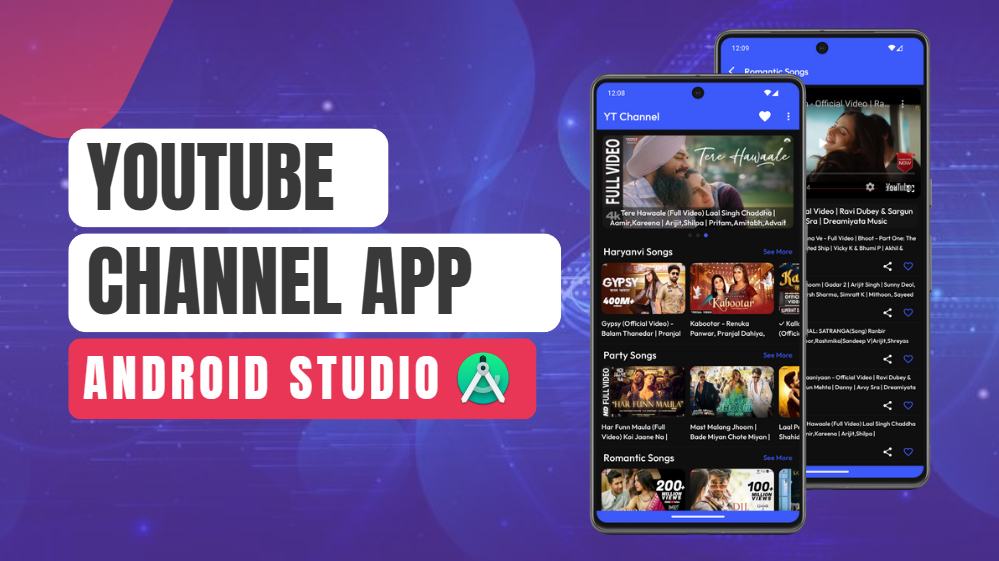 YOUTUBE
CHANNEL APP
ANDROID STUDIO
12:08
YT Channel
FULL VIDEO
4k
Tere Hawaale
Tere Hawaale (Full Video) Laal Singh Chaddha |
Aamir,Kareena | Arijit,Shilpa | Pritam,Amitabh,Advait
Haryanvi Songs
See More
GYPSY
400M+
Kabootar
Gypsy (Official Video) -
Balam Thanedar | Pranjal
Kabootar - Renuka
Panwar, Pranjal Dahiya,
Party Songs
See More
FULL VIDEO
"HAR FUNN MAULA"
Har Funn Maula (Full
Video) Kai Jaane Na |
Mast Malang Jhoom |
Bade Miyan Chote Miyan |
Shahid
Romantic Songs
See More
200+
MILLION
VIEWS
100+
MILLION
VIEWS
DIL
12:09
Romantic Songs
- Official Video | Ra...
NOW
YouTube
al Video | Ravi Dubey & Sargun
Sra | Dreamiyata Music
na Ve - Full Video | Bhoot - Part One: The
ted Ship | Vicky K & Bhumi P | Akhil &
hoom | Gadar 2 | Arijit Singh | Sunny Deol,
rsh Sharma, Simratt K | Mithoon, Sayeed
AL: SATRANGA(Song) Ranbir
or,Rashmika|Sandeep V|Arijit,Shreyas
aaniyaan - Official Video | Ravi Dubey &
un Mehta | Danny | Avvy Sra | Dreamiyata
Hawaale (Full Video) Laal Singh Chaddha
r,Kareena | Arijit,Shilpa |